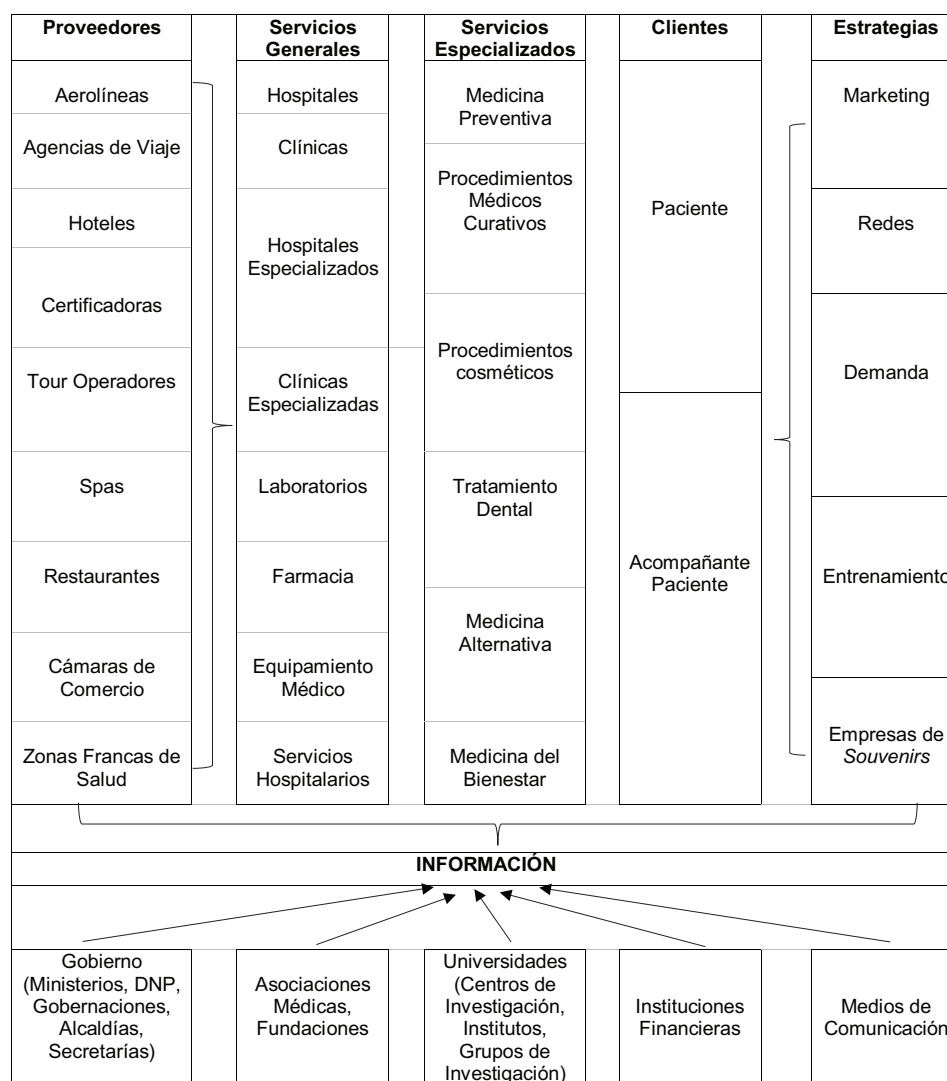 Proveedores
Servicios
Generales
Servicios
Especializados
Clientes
Estrategias
Aerolíneas
Agencias de Viaje
Hoteles
Certificadoras
Tour Operadores
Spas
Restaurantes
Cámaras de
Comercio
Zonas Francas de
Salud
Hospitales
Clínicas
Hospitales
Especializados
Clínicas
Especializadas
Laboratorios
Farmacia
Equipamiento
Médico
Servicios
Hospitalarios
Medicina
Preventiva
Procedimientos
Médicos
Curativos
Procedimientos
cosméticos
Tratamiento
Dental
Medicina
Alternativa
Medicina del
Bienestar
Paciente
Acompañante
Paciente
Marketing
Redes
Demanda
Entrenamiento
Empresas de
Souvenirs
INFORMACIÓN
Gobierno
(Ministerios, DNP,
Gobernaciones,
Alcaldías,
Secretarías)
Asociaciones
Médicas,
Fundaciones
Universidades
(Centros de
Investigación,
Institutos,
Grupos de
Investigación)
Instituciones
Financieras
Medios de
Comunicación